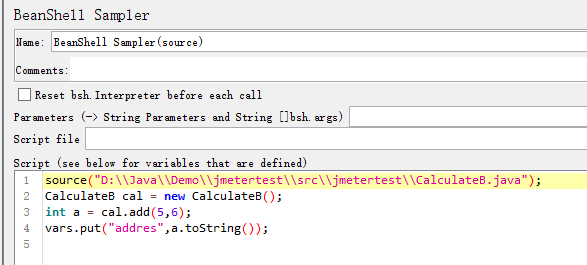 BeanShell Sampler
Name: BeanShell Sampler(source)
Comments:
Reset bsh.Interpreter before each call
Parameters (-> String Parameters and String []bsh.args)
Script file
Script (see below for variables that are defined)
1 source("D:\\Java\\Demo\\jmetertest\\src\\jmetertest\\CalculateB.java");
2 CalculateB cal = new CalculateB();
3 int a = cal.add(5,6);
4 vars.put("addres",a.toString());
5